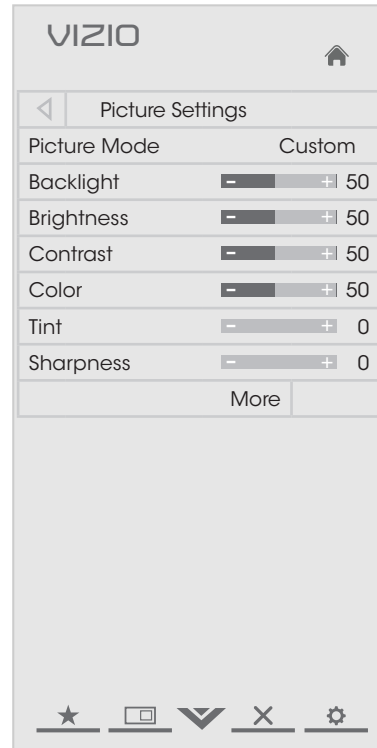 VIZIO
Picture Settings
Picture Mode Custom
Backlight - + 50
Brightness - + 50
Contrast - + 50
Color - + 50
Tint - + 0
Sharpness - + 0
More